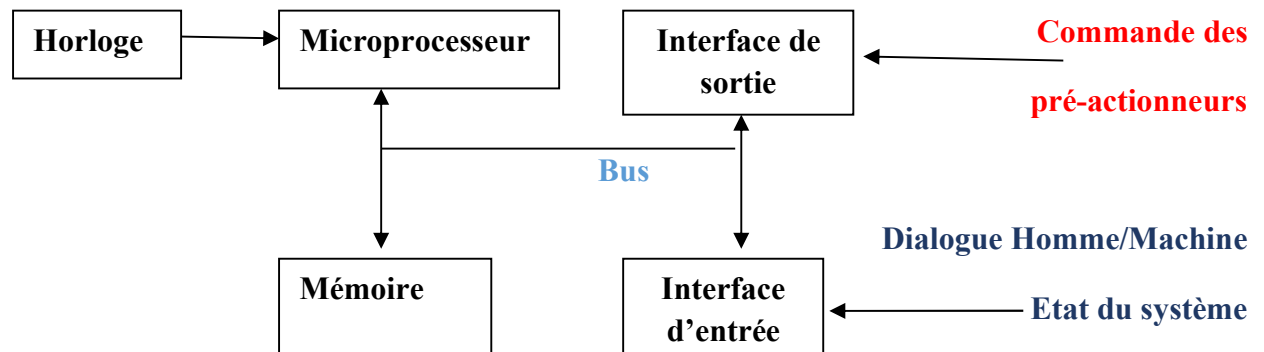 Horloge
Microprocesseur
Interface de
sortie
Commande des
pré-actionneurs
Bus
Dialogue Homme/Machine
Mémoire
Interface
d’entrée
Etat du système